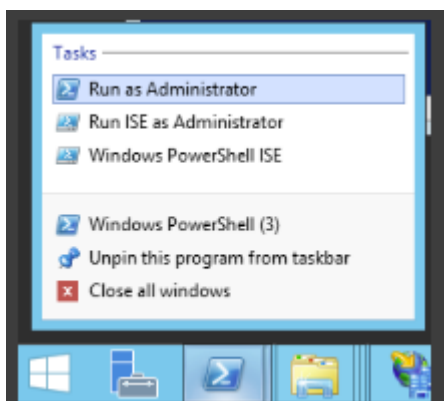 Tasks
Run as Administrator
Run ISE as Administrator
Windows PowerShell ISE
Windows PowerShell (3)
Unpin this program from taskbar
Close all windows